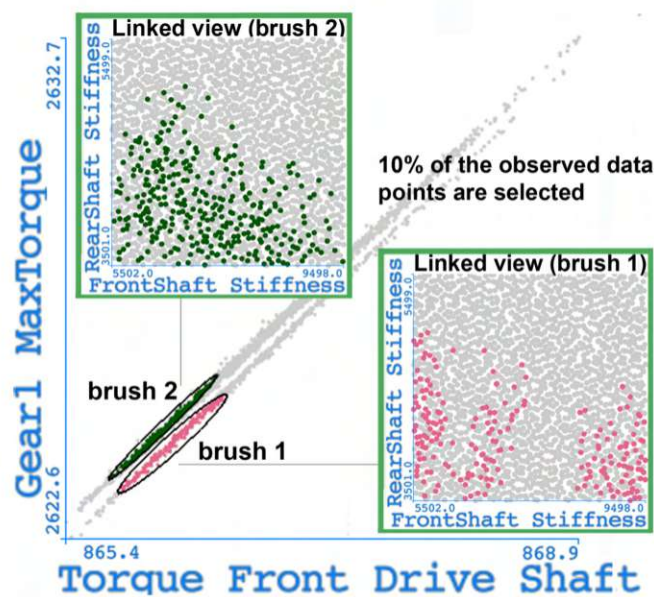 Linked view (brush 2)
5499.0
RearShaft Stiffness
3501.0
5502.0 9498.0
FrontShaft Stiffness
2632.7
Gear1 MaxTorque
2622.6
10% of the observed data
points are selected
Linked view (brush 1)
5499.0
RearShaft Stiffness
3501.0
5502.0 9498.0
FrontShaft Stiffness
brush 2
brush 1
865.4 868.9
Torque Front Drive Shaft